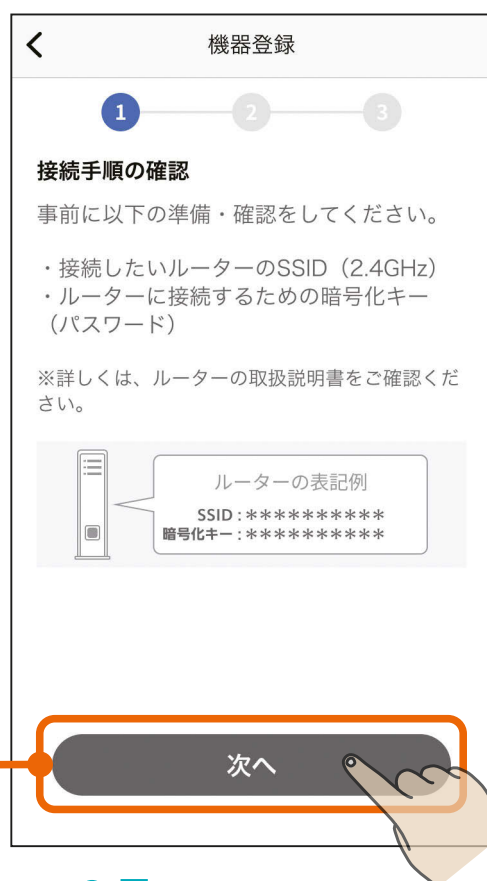 機器登録
1 2 3
接続手順の確認
事前に以下の準備・確認をしてください。
・接続したいルーターのSSID（2.4GHz）
・ルーターに接続するための暗号化キー
（パスワード）
※詳しくは、ルーターの取扱説明書をご確認くだ
さい。
ルーターの表記例
SSID：**********
暗号化キー：**********
次へ